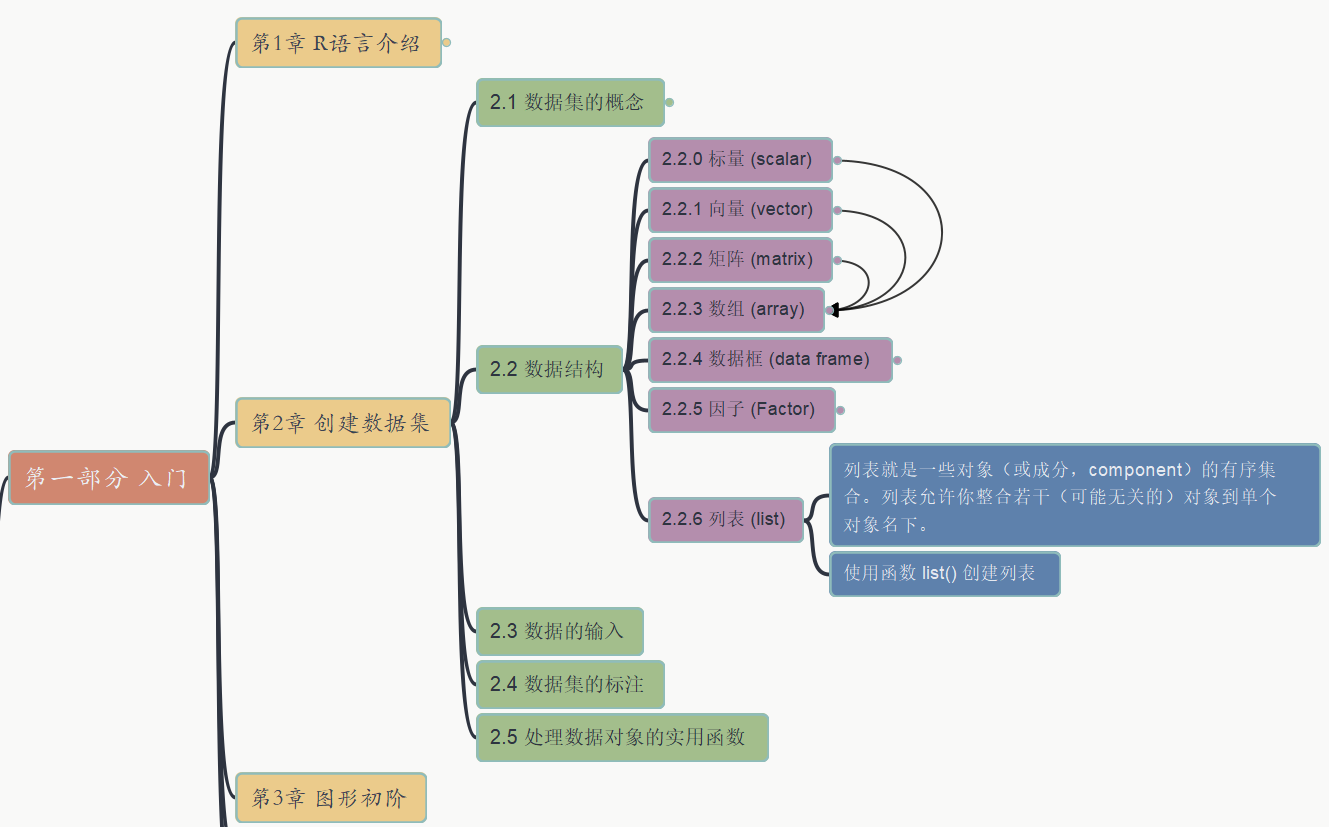 第1章 R语言介绍
2.1 数据集的概念
2.2.0 标量 (scalar)
2.2.1 向量 (vector)
2.2.2 矩阵 (matrix)
2.2.3 数组 (array)
2.2.4 数据框 (data frame)
2.2 数据结构
2.2.5 因子 (Factor)
第2章 创建数据集
第一部分 入门
列表就是一些对象（或成分，component）的有序集
合。列表允许你整合若干（可能无关的）对象到单个
对象名下。
2.2.6 列表 (list)
使用函数 list() 创建列表
2.3 数据的输入
2.4 数据集的标注
2.5 处理数据对象的实用函数
第3章 图形初阶